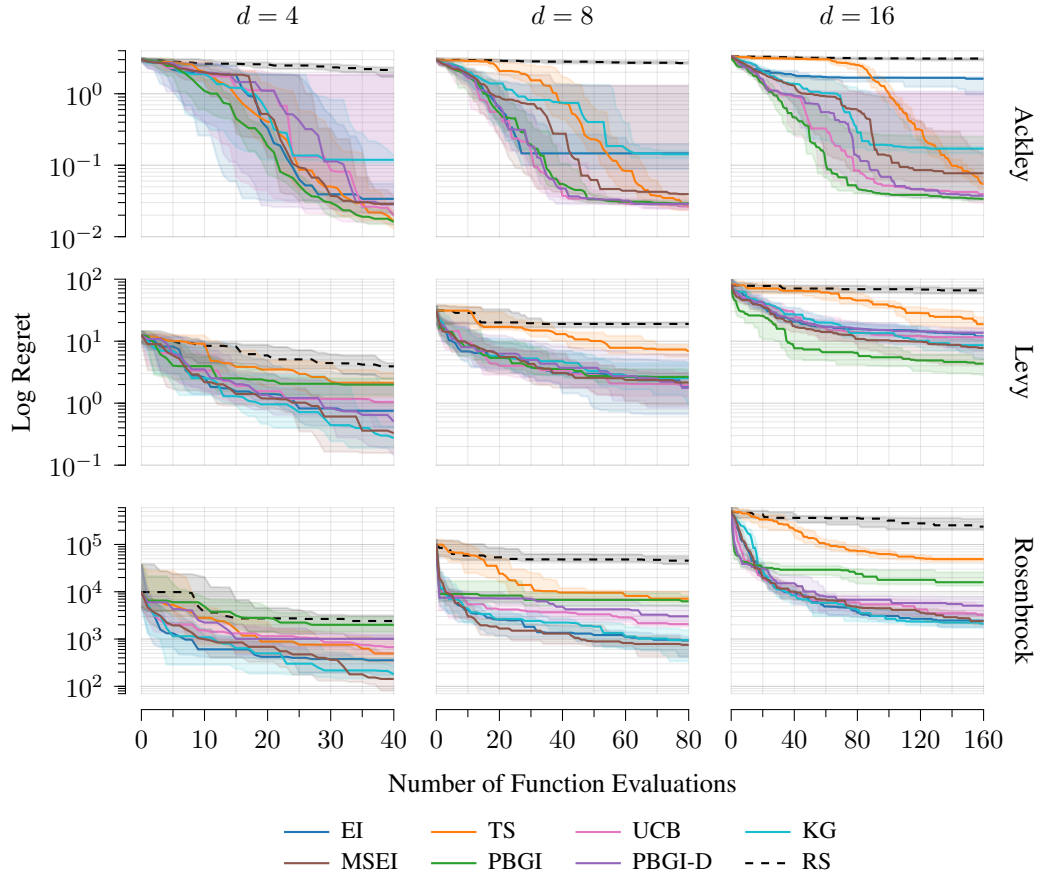 d = 4 d = 8 d = 16
10^0
10^−1
10^−2
Ackley
10^2
10^1
10^0
10^−1
Levy
Log Regret
10^5
10^4
10^3
10^2
Rosenbrock
0 10 20 30 40 0 20 40 60 80 0 40 80 120 160
Number of Function Evaluations
EI TS UCB KG
MSEI PBGI PBGI-D RS